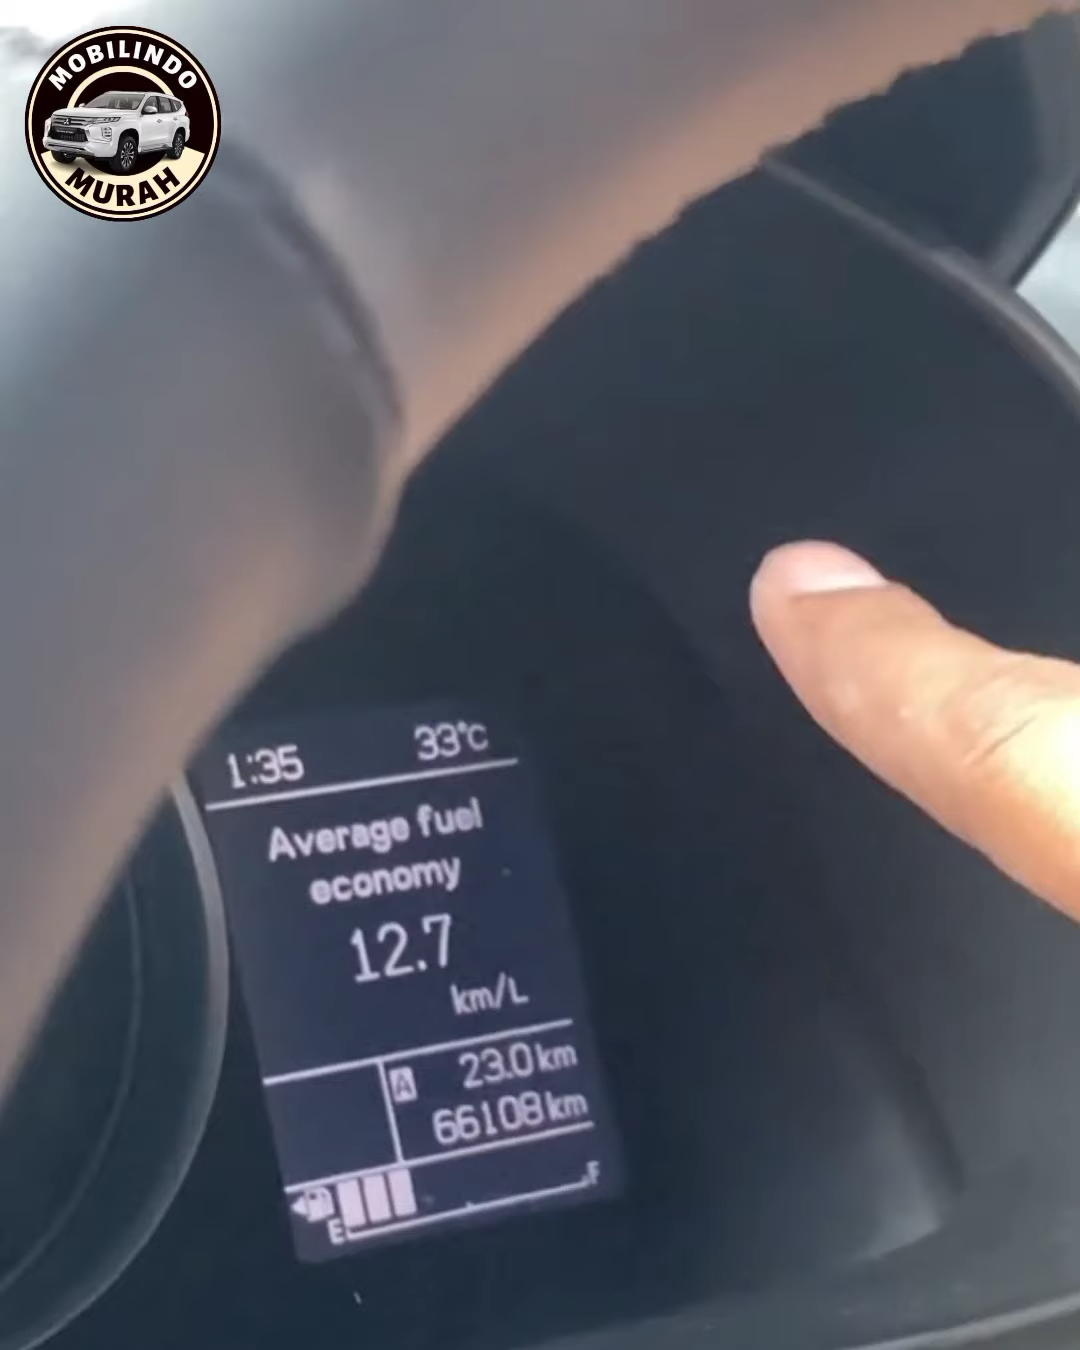 MOBILINDO
MURAH
1:35 33°C
Average fuel
economy
12.7
km/L
A 23.0 km
66108 km
E F